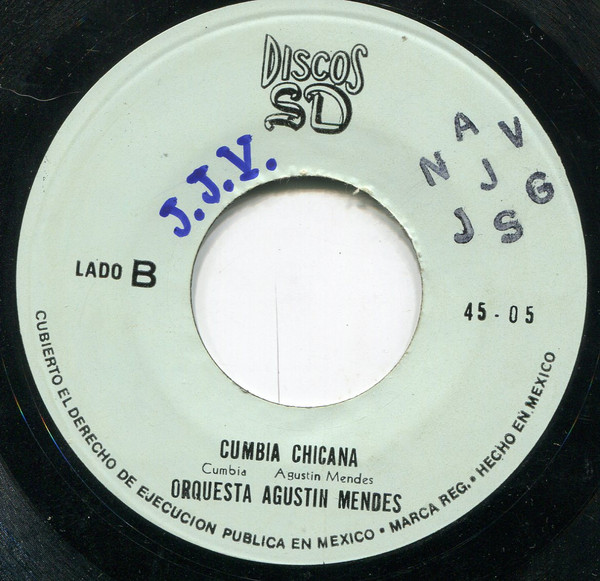 DISCOS
SD
J.J.V.
N A V
J
J S G
LADO B
45-05
CUMBIA CHICANA
Cumbia Agustin Mendes
ORQUESTA AGUSTIN MENDES
CUBIERTO EL DERECHO DE EJECUCION PUBLICA EN MEXICO • MARCA REG. • HECHO EN MEXICO